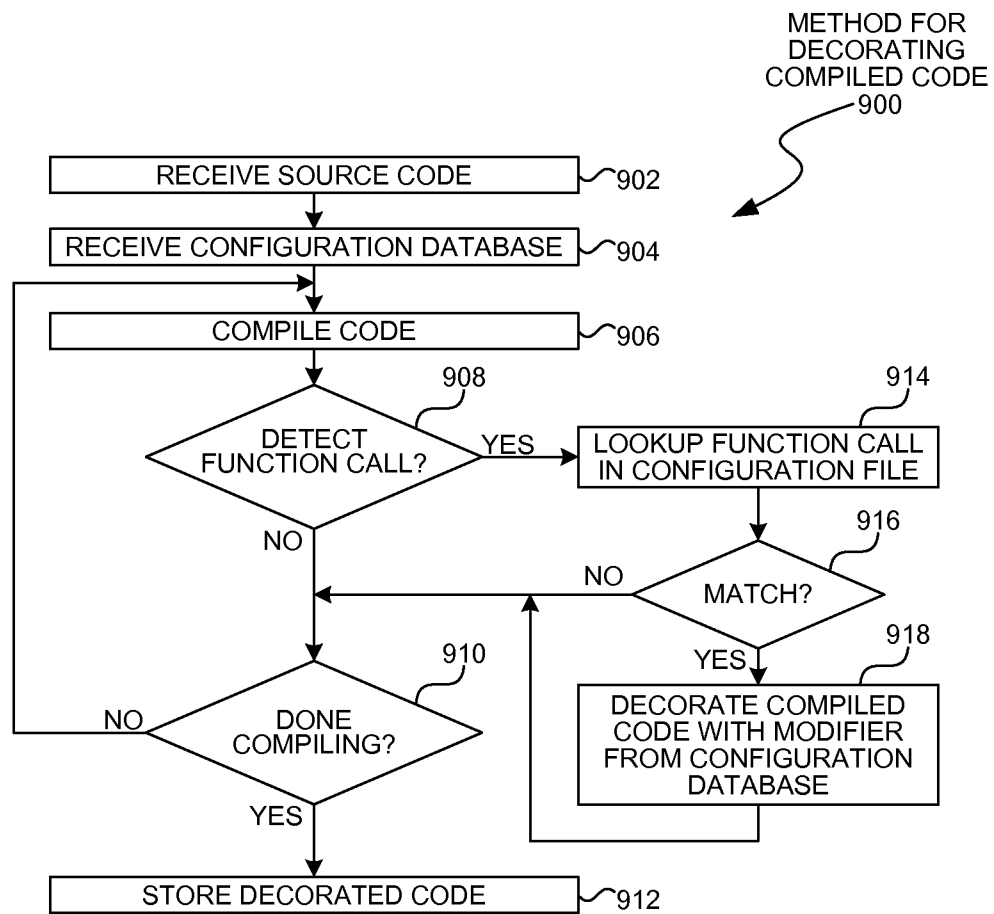 METHOD FOR
DECORATING
COMPILED CODE
900
RECEIVE SOURCE CODE
902
RECEIVE CONFIGURATION DATABASE
904
COMPILE CODE
906
908
DETECT
FUNCTION CALL?
YES
NO
914
LOOKUP FUNCTION CALL
IN CONFIGURATION FILE
916
MATCH?
NO
YES
918
DECORATE COMPILED
CODE WITH MODIFIER
FROM CONFIGURATION
DATABASE
910
DONE
COMPILING?
NO
YES
STORE DECORATED CODE
912